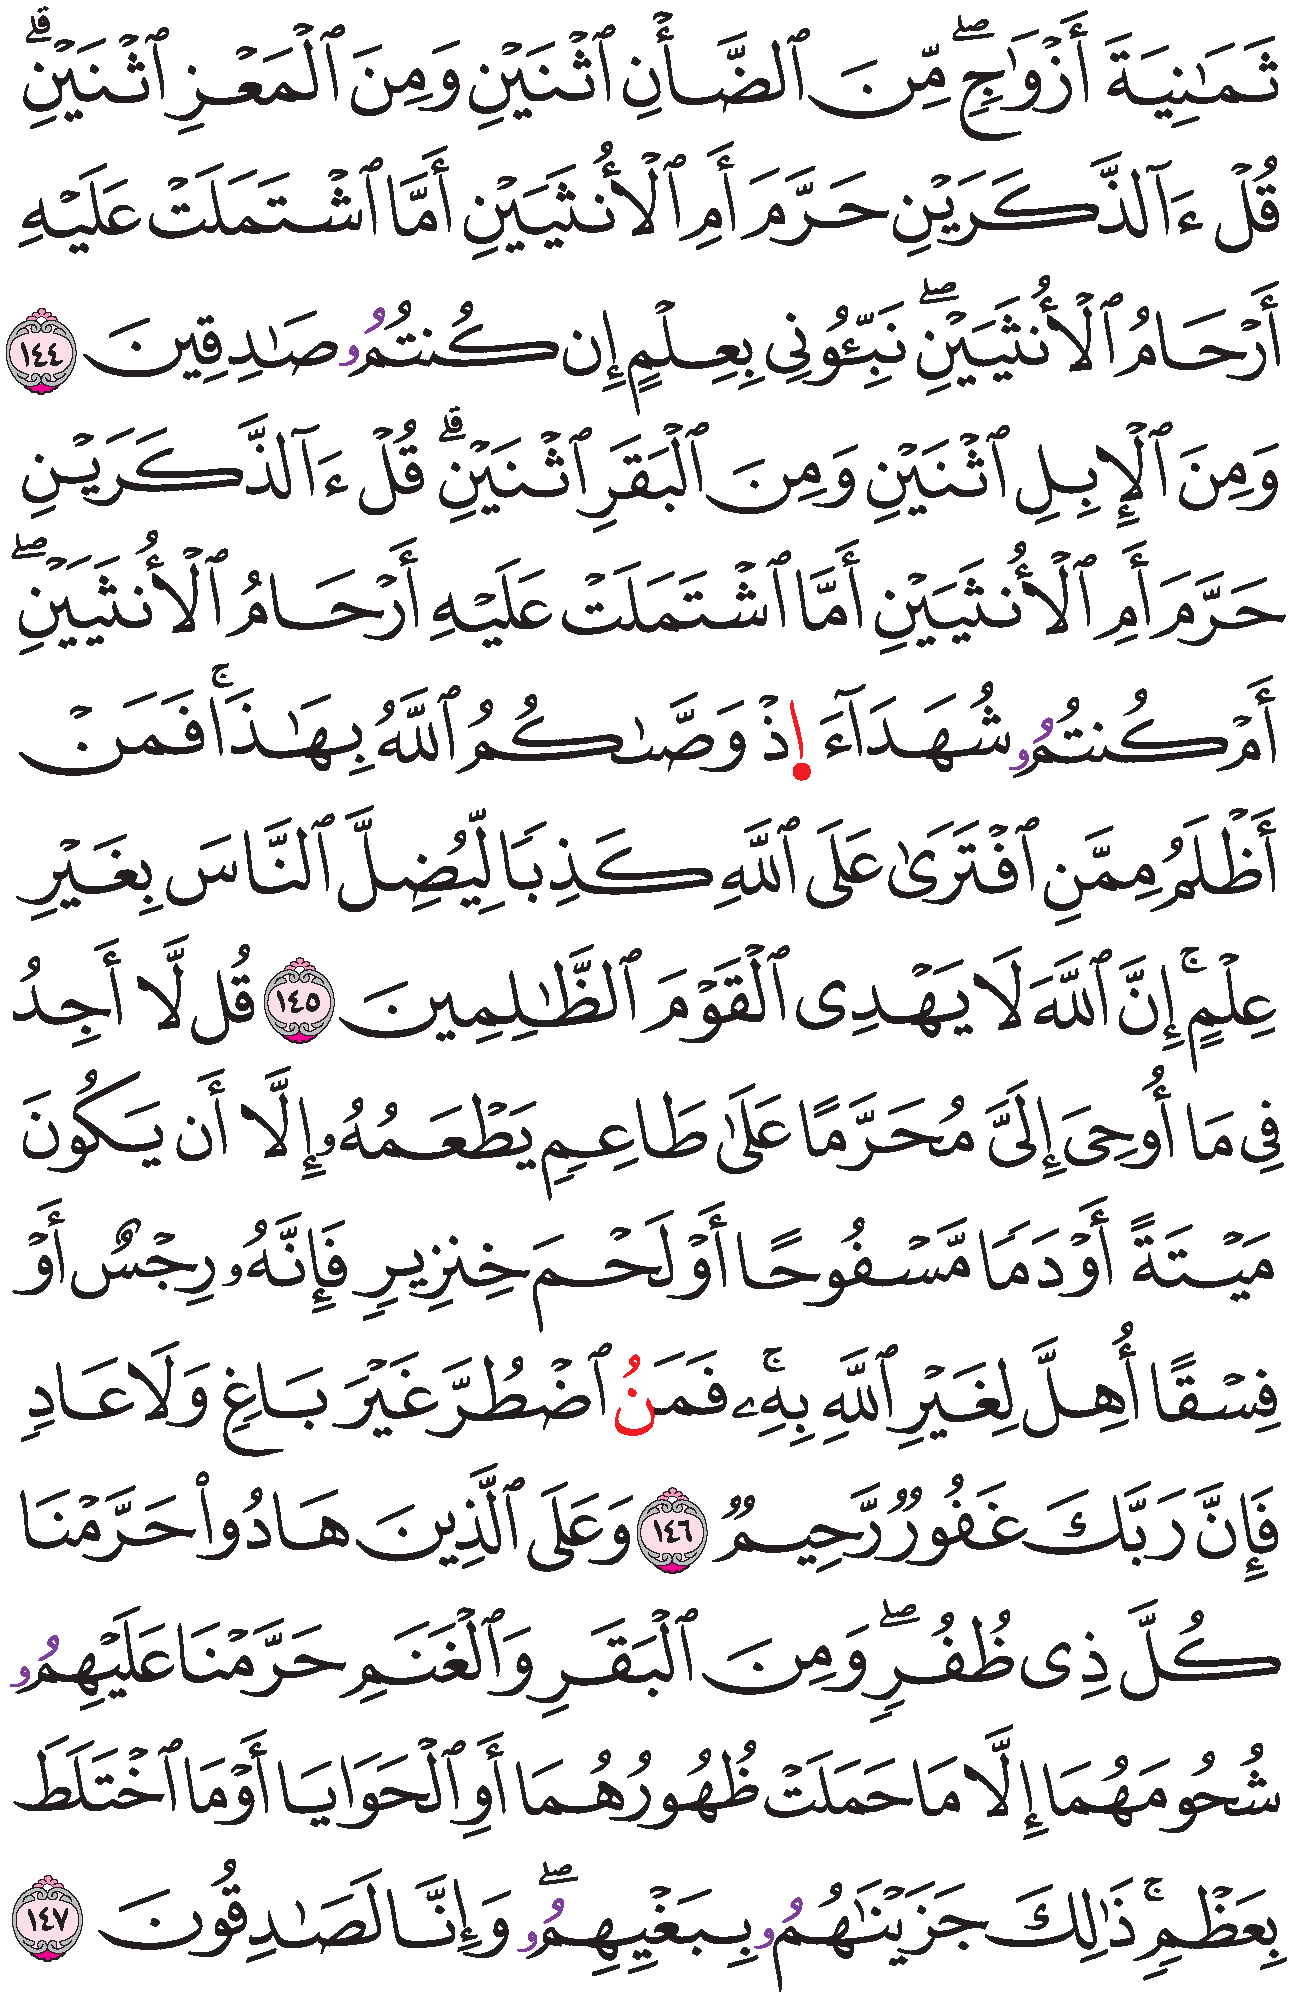 ثَمَٰنِيَةَ أَزْوَٰجٖۖ مِّنَ ٱلضَّأْنِ ٱثْنَيْنِ وَمِنَ ٱلْمَعْزِ ٱثْنَيْنِۗ
قُلْ ءَآلذَّكَرَيْنِ حَرَّمَ أَمِ ٱلْأُنثَيَيْنِ أَمَّا ٱشْتَمَلَتْ عَلَيْهِ
أَرْحَامُ ٱلْأُنثَيَيْنِۖ نَبِّـُٔونِي بِعِلْمٍ إِن كُنتُمُۥ صَٰدِقِينَ ١٤٤
وَمِنَ ٱلْإِبِلِ ٱثْنَيْنِ وَمِنَ ٱلْبَقَرِ ٱثْنَيْنِۗ قُلْ ءَآلذَّكَرَيْنِ
حَرَّمَ أَمِ ٱلْأُنثَيَيْنِ أَمَّا ٱشْتَمَلَتْ عَلَيْهِ أَرْحَامُ ٱلْأُنثَيَيْنِۖ
أَمْ كُنتُمُۥ شُهَدَآءَ ا۪ذْ وَصَّىٰكُمُ ٱللَّهُ بِهَٰذَاۚ فَمَنْ
أَظْلَمُ مِمَّنِ ٱفْتَرَىٰ عَلَى ٱللَّهِ كَذِبٗا لِّيُضِلَّ ٱلنَّاسَ بِغَيْرِ
عِلْمٍۚ إِنَّ ٱللَّهَ لَا يَهْدِى ٱلْقَوْمَ ٱلظَّٰلِمِينَ ١٤٥ قُل لَّا أَجِدُ
فِي مَا أُوحِىَ إِلَىَّ مُحَرَّمًا عَلَىٰ طَاعِمٖ يَطْعَمُهُۥ إِلَّا أَن يَكُونَ
مَيْتَةً أَوْ دَمٗا مَّسْفُوحًا أَوْ لَحْمَ خِنزِيرٖ فَإِنَّهُۥ رِجْسٌ أَوْ
فِسْقًا أُهِلَّ لِغَيْرِ ٱللَّهِ بِهِۦۚ فَمَنُ ٱضْطُرَّ غَيْرَ بَاغٖ وَلَا عَادٖ
فَإِنَّ رَبَّكَ غَفُورٞ رَّحِيمٞ ١٤٦ وَعَلَى ٱلَّذِينَ هَادُواْ حَرَّمْنَا
كُلَّ ذِى ظُفُرٖۖ وَمِنَ ٱلْبَقَرِ وَٱلْغَنَمِ حَرَّمْنَا عَلَيْهِمُۥ
شُحُومَهُمَا إِلَّا مَا حَمَلَتْ ظُهُورُهُمَا أَوِ ٱلْحَوَايَا أَوْ مَا ٱخْتَلَطَ
بِعَظْمٖۚ ذَٰلِكَ جَزَيْنَٰهُمُۥ بِبَغْيِهِمُۥۖ وَإِنَّا لَصَٰدِقُونَ ١٤٧